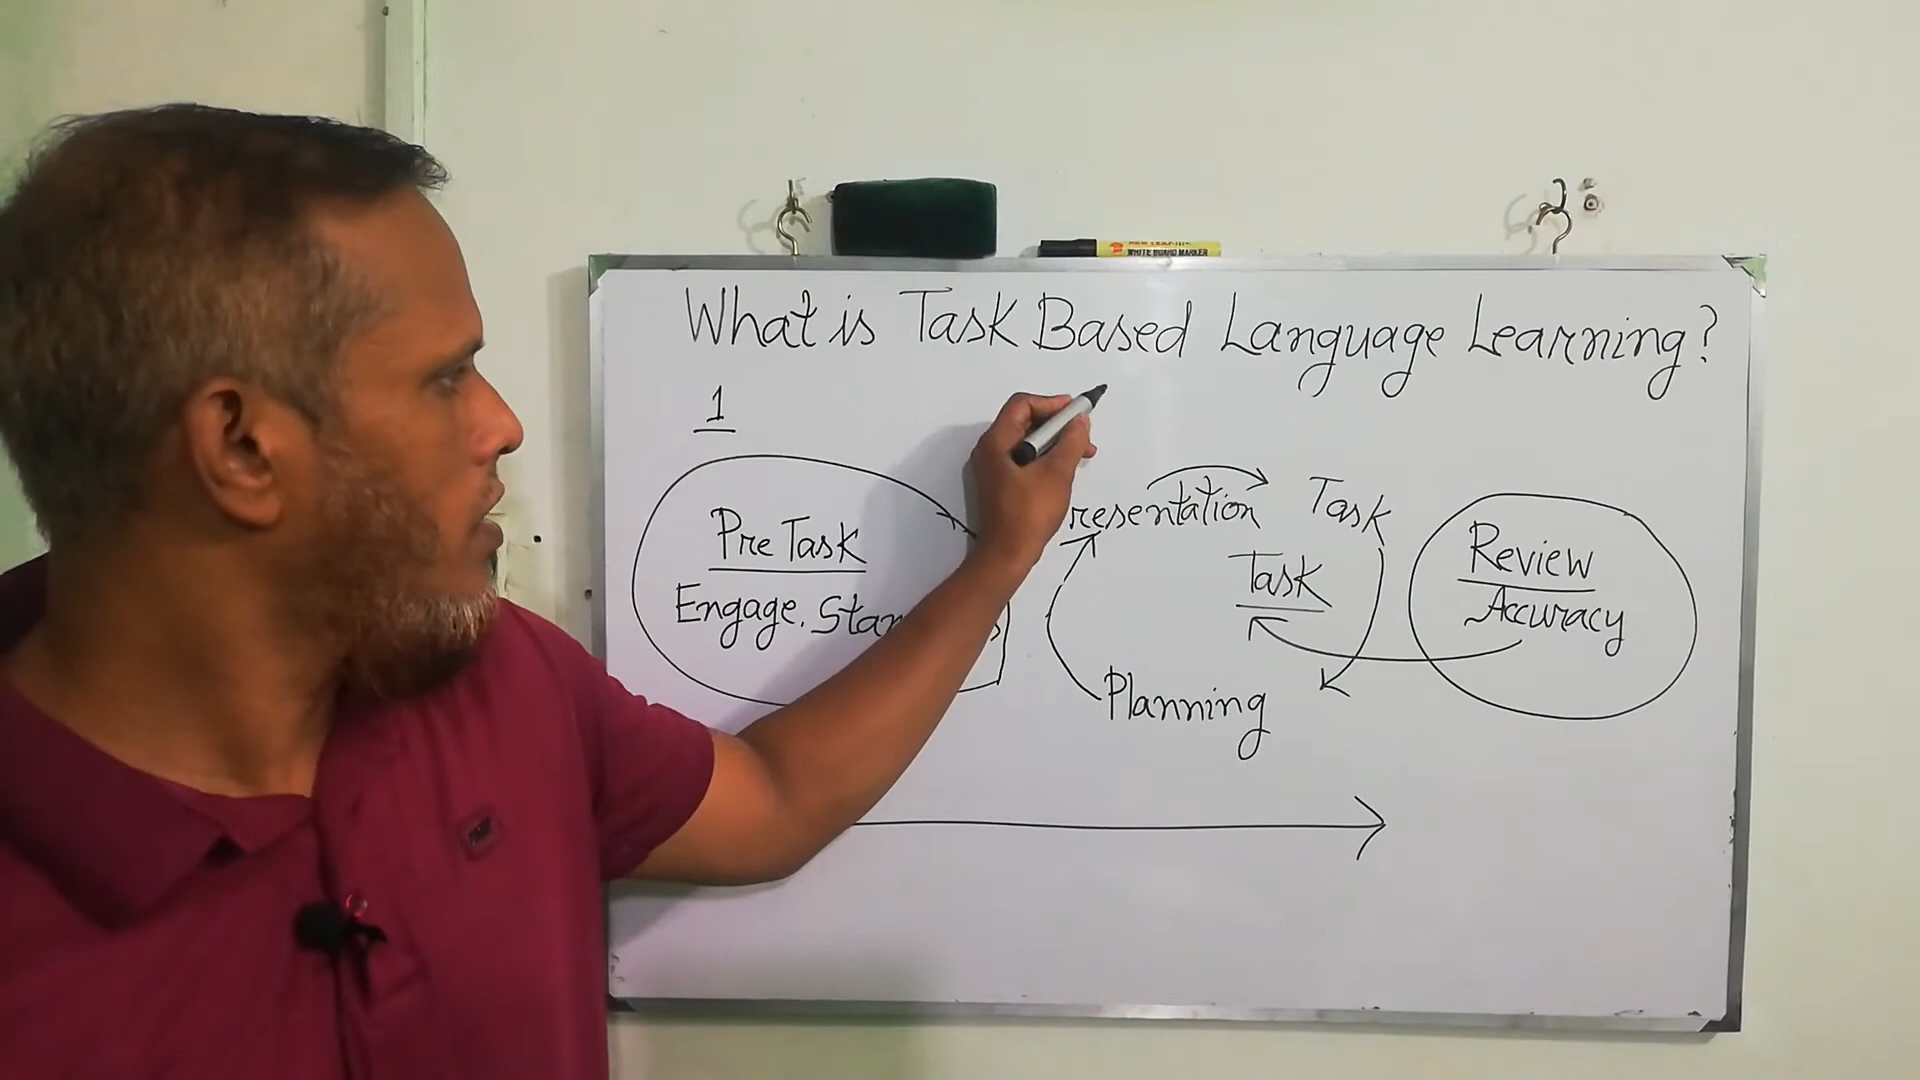 What is Task Based Language Learning?
1
Pre Task
Engage.
resentation
Task
Task
Planning
Review
Accuracy
WHITE BOARD MARKER